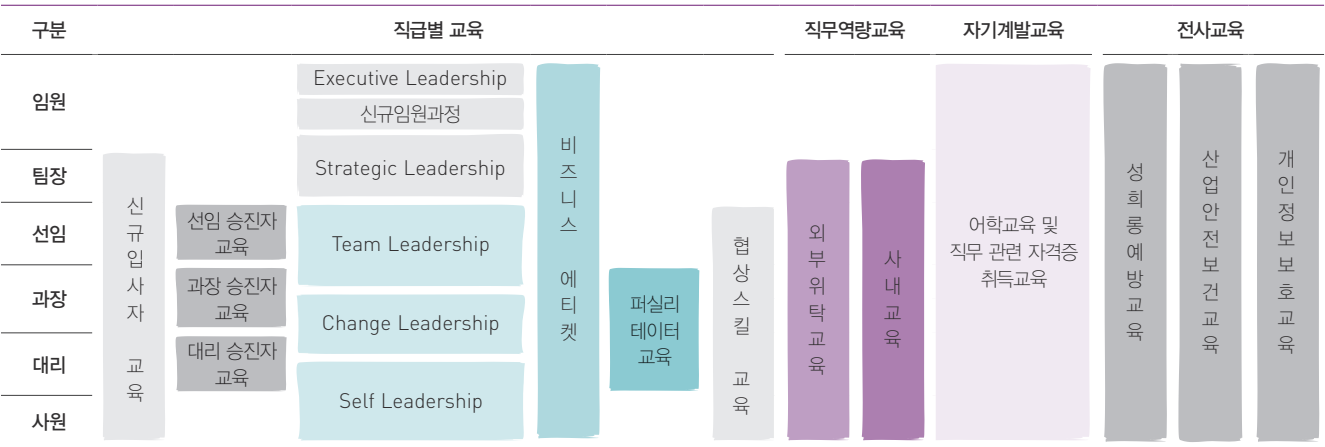 구분
직급별 교육
직무역량교육
자기계발교육
전사교육
임원
팀장
선임
과장
대리
사원
신규입사자 교육
선임 승진자
교육
과장 승진자
교육
대리 승진자
교육
Executive Leadership
신규임원과정
Strategic Leadership
Team Leadership
Change Leadership
Self Leadership
비즈니스 에티켓
퍼실리
테이터
교육
협상스킬 교육
외부위탁교육
사내교육
어학교육 및
직무 관련 자격증
취득교육
성희롱예방교육
산업안전보건교육
개인정보보호교육